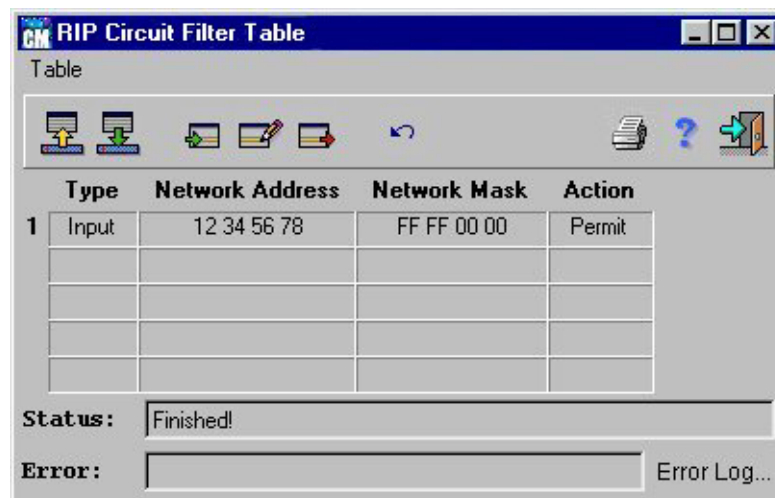 CM RIP Circuit Filter Table
Table
?
Type Network Address Network Mask Action
1 Input 12 34 56 78 FF FF 00 00 Permit
Status: Finished!
Error: Error Log...